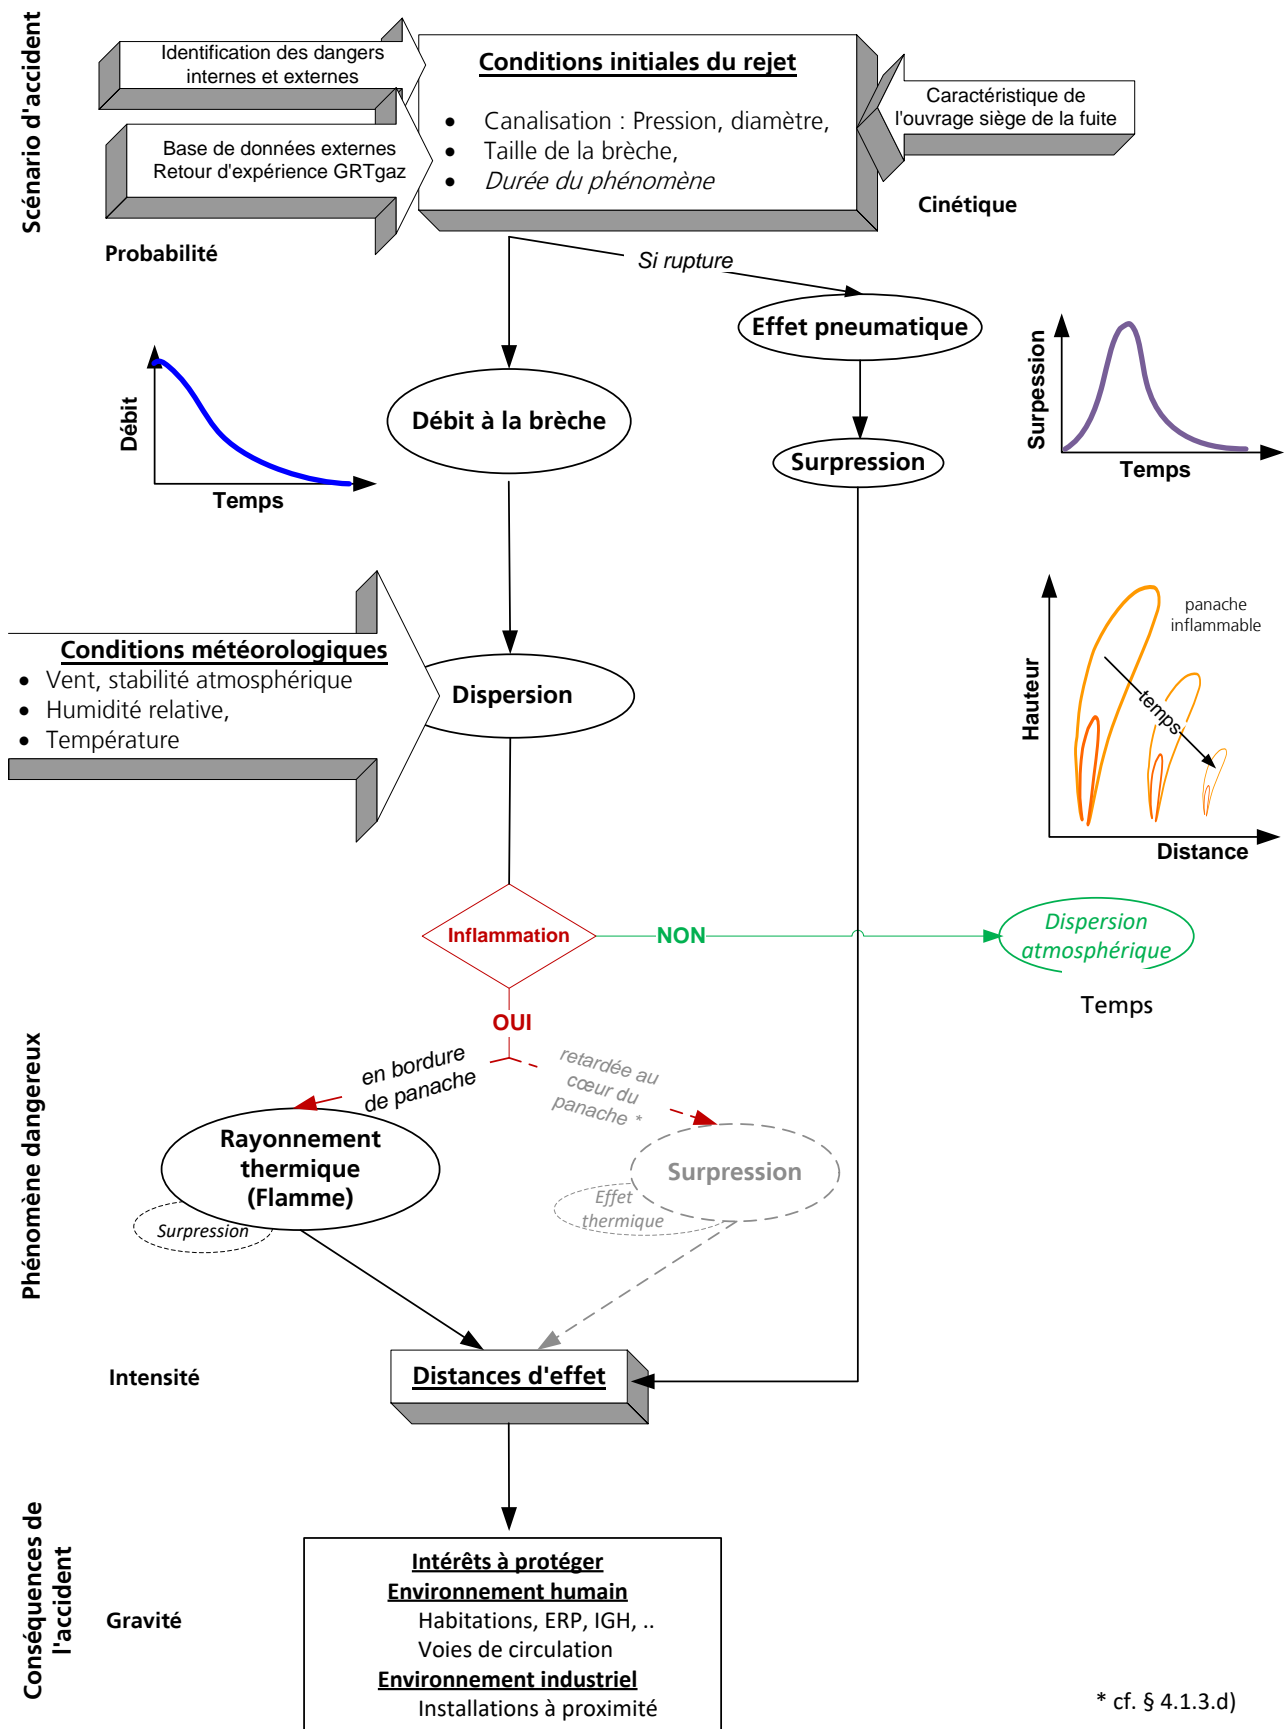 Scénario d'accident
Identification des dangers
internes et externes
Base de données externes
Retour d'expérience GRTgaz
Probabilité
Conditions initiales du rejet
• Canalisation : Pression, diamètre,
• Taille de la brèche,
• Durée du phénomène
Caractéristique de
l'ouvrage siège de la fuite
Cinétique
Si rupture
Effet pneumatique
Débit à la brèche
Surpression
Débit
Temps
Surpession
Temps
Conditions météorologiques
• Vent, stabilité atmosphérique
• Humidité relative,
• Température
Dispersion
Hauteur
panache
inflammable
temps
Distance
Inflammation
NON
Dispersion
atmosphérique
Temps
OUI
Phénomène dangereux
en bordure
de panache
retardée au
cœur du
panache *
Rayonnement
thermique
(Flamme)
Surpression
Surpression
Effet
thermique
Intensité
Distances d'effet
Conséquences de
l'accident
Gravité
Intérêts à protéger
Environnement humain
Habitations, ERP, IGH, ..
Voies de circulation
Environnement industriel
Installations à proximité
* cf. § 4.1.3.d)